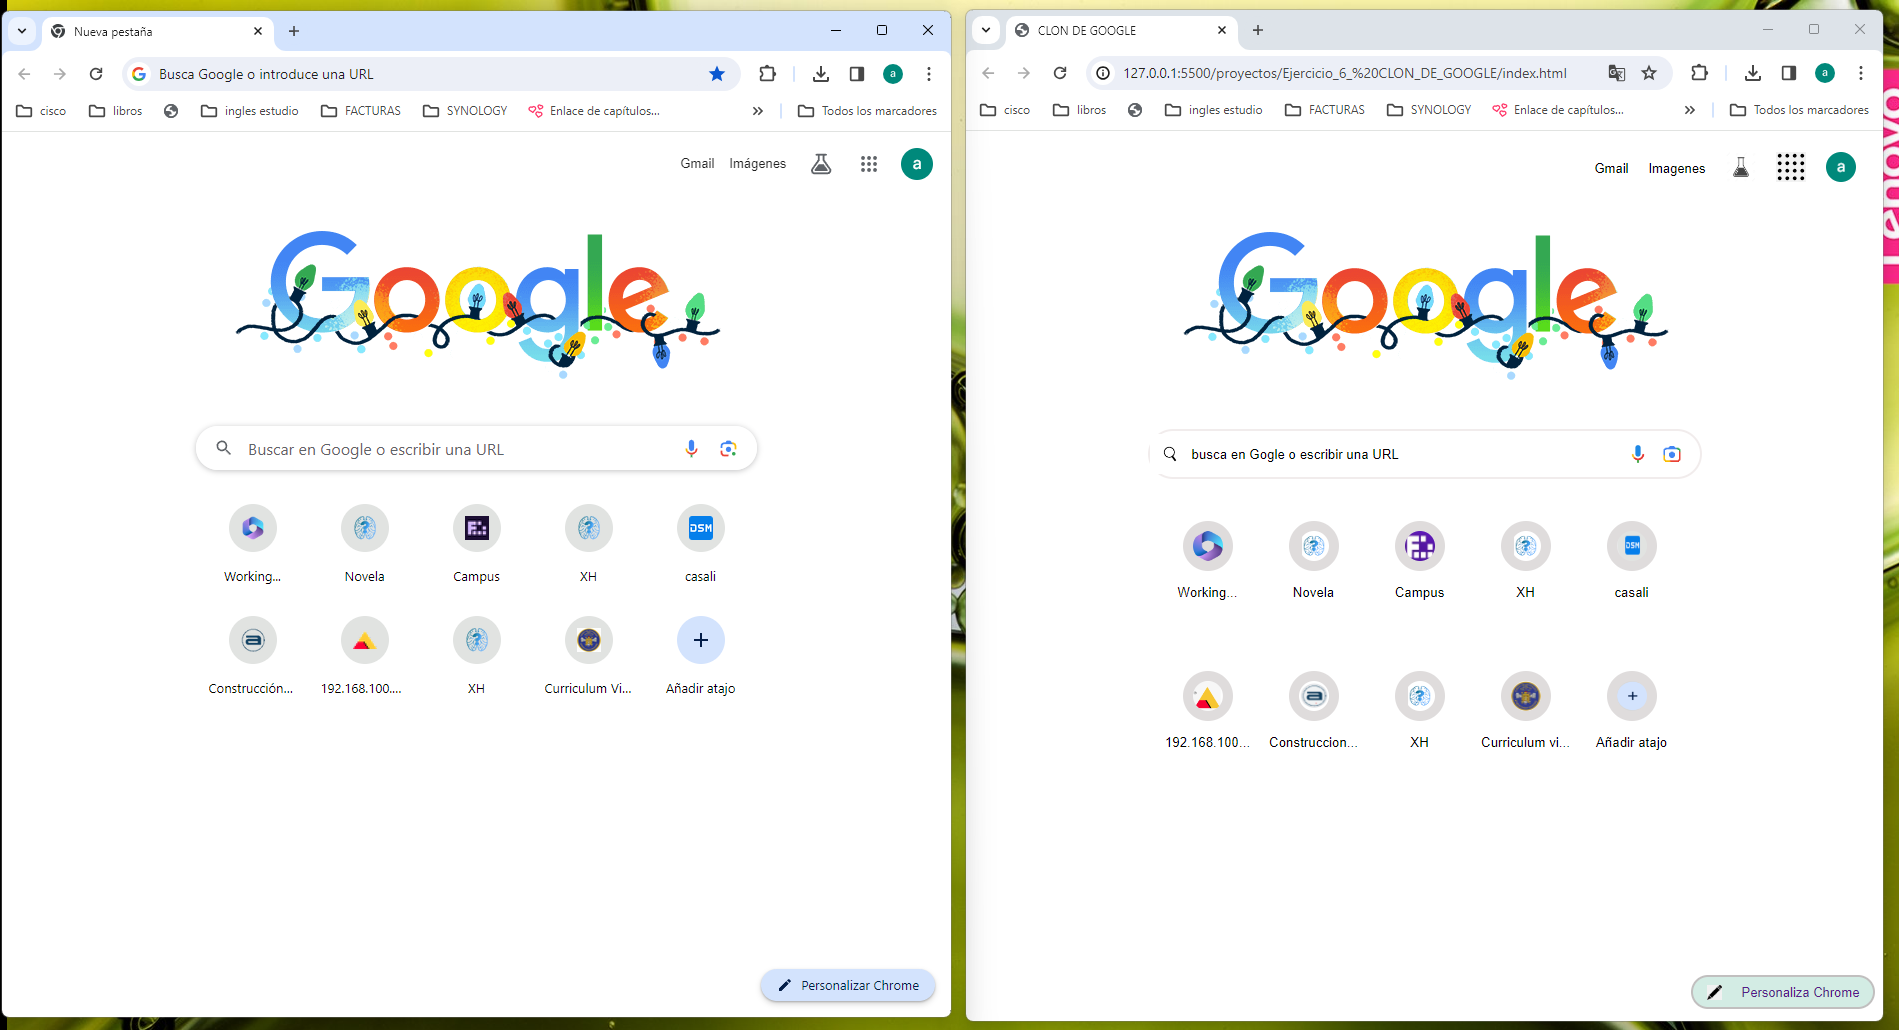 Nueva pestaña
Busca Google o introduce una URL
a
cisco
libros
ingles estudio
FACTURAS
SYNOLOGY
Enlace de capítulos...
»
Todos los marcadores
Gmail
Imágenes
a
Google
Buscar en Google o escribir una URL
DSM
Working...
Novela
Campus
XH
casali
a
Construcción...
192.168.100....
XH
Curriculum Vi...
Añadir atajo
Personalizar Chrome
CLON DE GOOGLE
127.0.0.1:5500/proyectos/Ejercicio_6_%20CLON_DE_GOOGLE/index.html
a
cisco
libros
ingles estudio
FACTURAS
SYNOLOGY
Enlace de capítulos...
»
Todos los marcadores
Gmail
Imagenes
a
Google
busca en Gogle o escribir una URL
DSM
Working...
Novela
Campus
XH
casali
a
192.168.100...
Construccion...
XH
Curriculum vi...
Añadir atajo
Personaliza Chrome
Lenovo